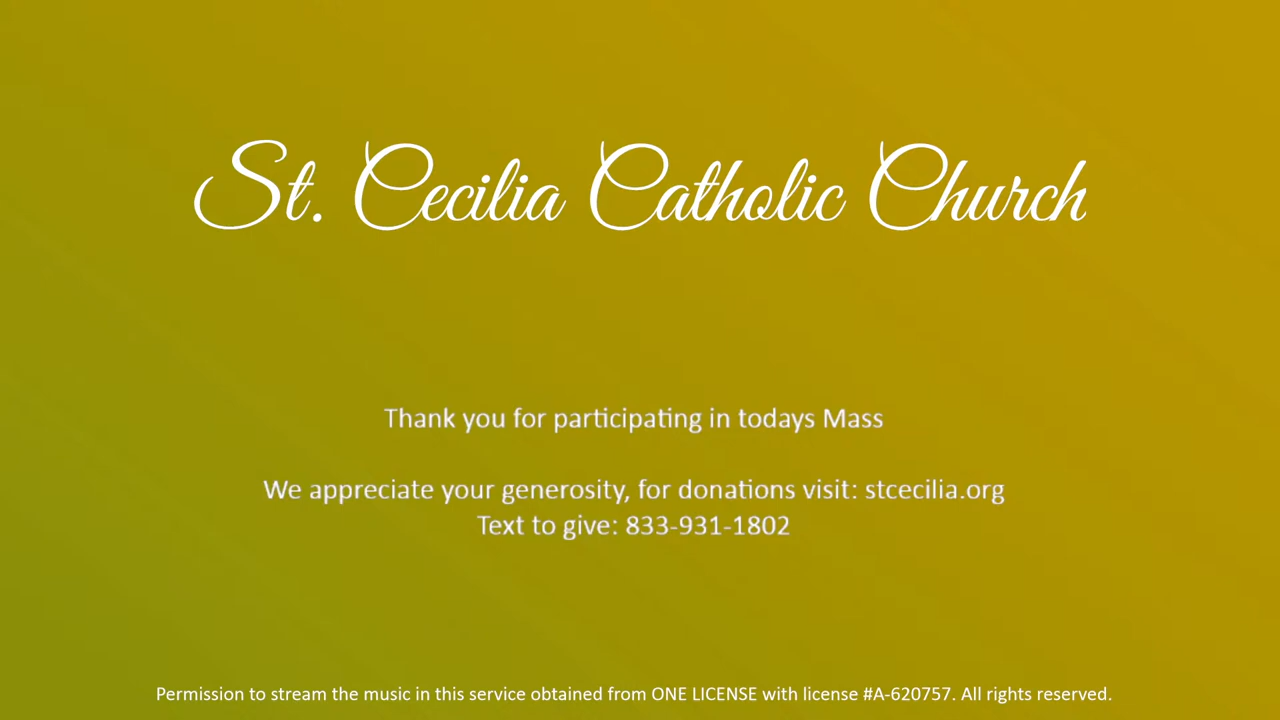 St. Cecilia Catholic Church
Thank you for participating in todays Mass
We appreciate your generosity, for donations visit: stcecilia.org
Text to give: 833-931-1802
Permission to stream the music in this service obtained from ONE LICENSE with license #A-620757. All rights reserved.